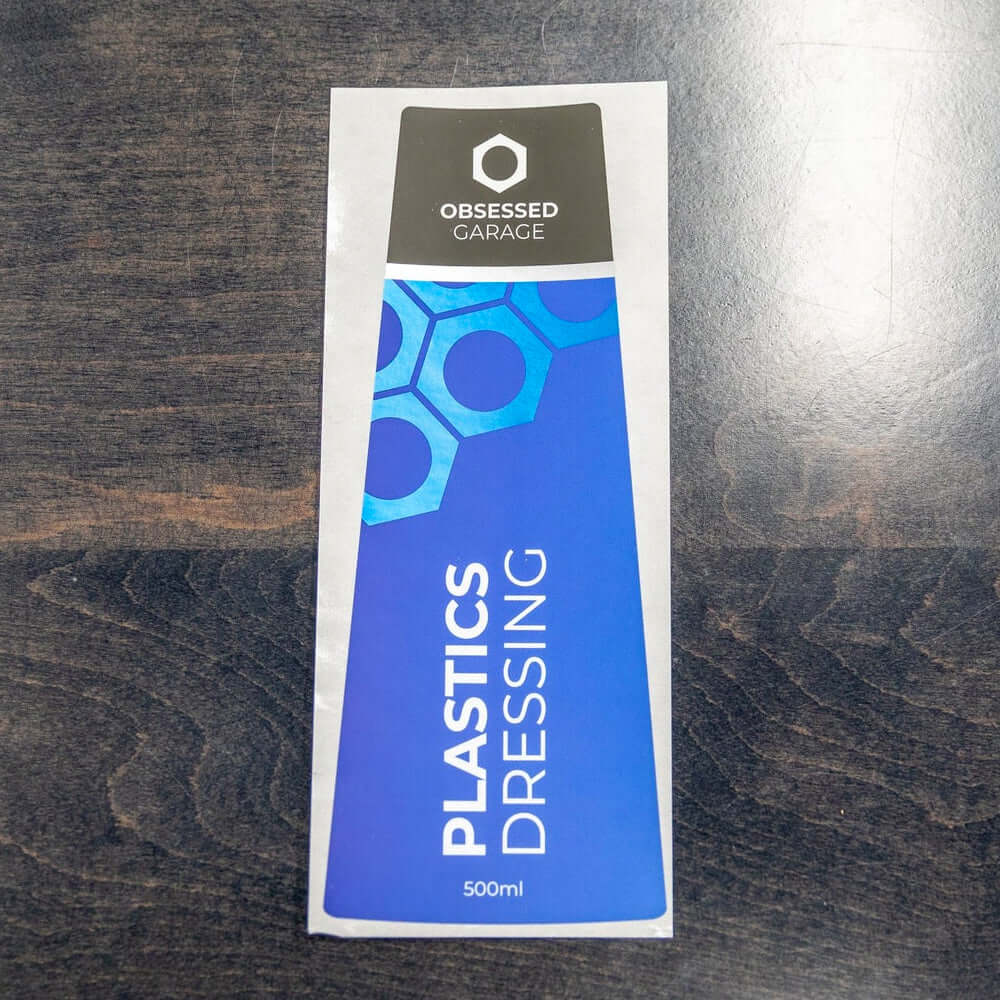 OBSESSED
GARAGE
PLASTICS
DRESSING
500ml